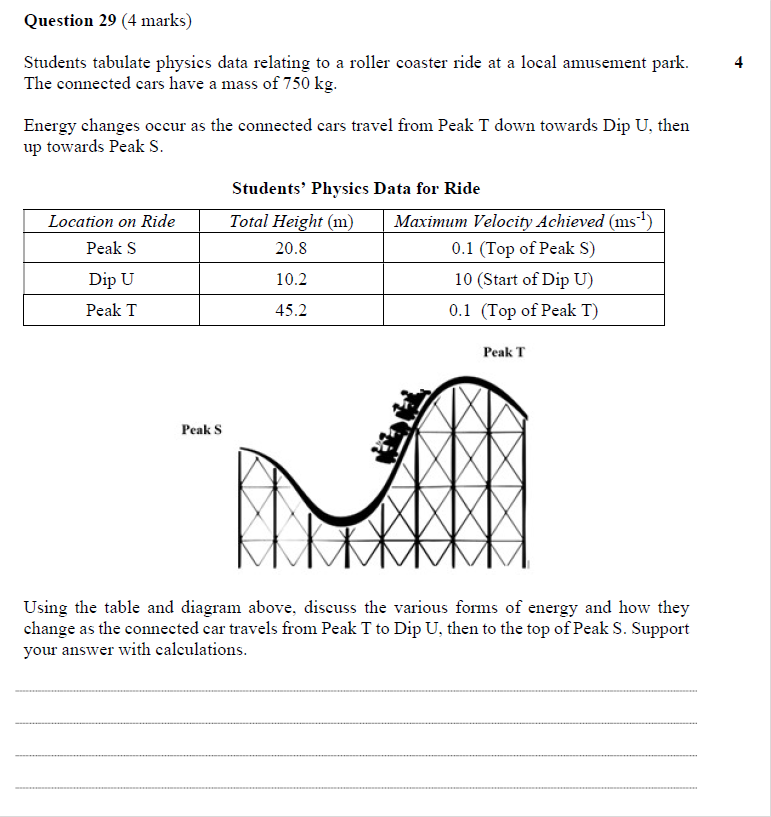 Question 29 (4 marks)
Students tabulate physics data relating to a roller coaster ride at a local amusement park. 4
The connected cars have a mass of 750 kg.
Energy changes occur as the connected cars travel from Peak T down towards Dip U, then
up towards Peak S.
Students’ Physics Data for Ride
Location on Ride Total Height (m) Maximum Velocity Achieved (ms⁻¹)
Peak S 20.8 0.1 (Top of Peak S)
Dip U 10.2 10 (Start of Dip U)
Peak T 45.2 0.1 (Top of Peak T)
Peak T
Peak S
Using the table and diagram above, discuss the various forms of energy and how they
change as the connected car travels from Peak T to Dip U, then to the top of Peak S. Support
your answer with calculations.